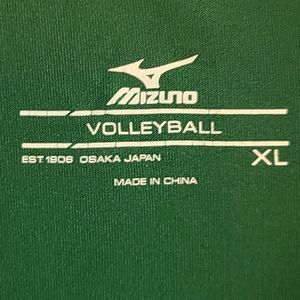 MIZUNO
VOLLEYBALL
EST 1906 OSAKA JAPAN XL
MADE IN CHINA